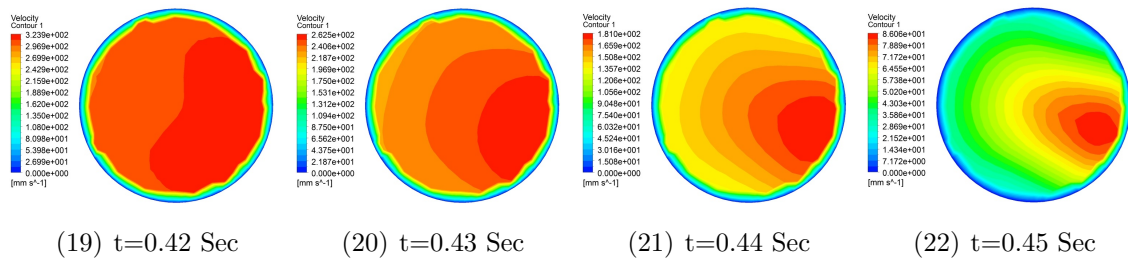 Velocity
Contour 1
3.239e+002
2.969e+002
2.699e+002
2.429e+002
2.159e+002
1.889e+002
1.620e+002
1.350e+002
1.080e+002
8.098e+001
5.398e+001
2.699e+001
0.000e+000
[mm s^-1]
(19) t=0.42 Sec
Velocity
Contour 1
2.625e+002
2.406e+002
2.187e+002
1.969e+002
1.750e+002
1.531e+002
1.312e+002
1.094e+002
8.750e+001
6.562e+001
4.375e+001
2.187e+001
0.000e+000
[mm s^-1]
(20) t=0.43 Sec
Velocity
Contour 1
1.810e+002
1.659e+002
1.508e+002
1.357e+002
1.206e+002
1.056e+002
9.048e+001
7.540e+001
6.032e+001
4.524e+001
3.016e+001
1.508e+001
0.000e+000
[mm s^-1]
(21) t=0.44 Sec
Velocity
Contour 1
8.606e+001
7.889e+001
7.172e+001
6.455e+001
5.738e+001
5.020e+001
4.303e+001
3.586e+001
2.869e+001
2.152e+001
1.434e+001
7.172e+000
0.000e+000
[mm s^-1]
(22) t=0.45 Sec